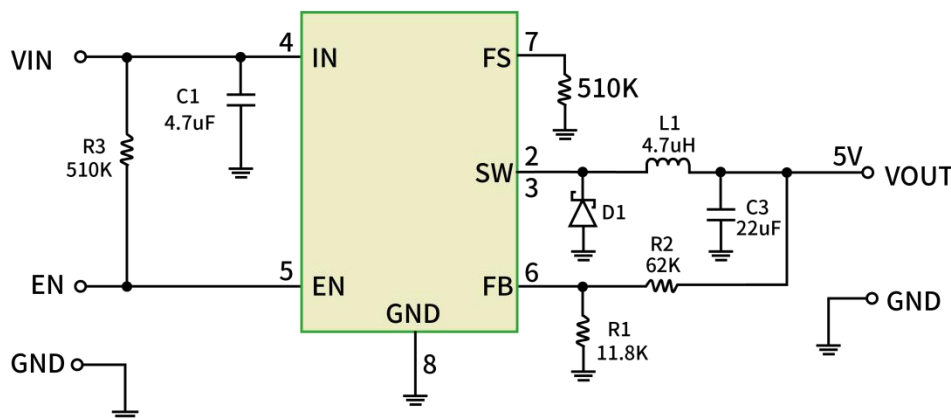 VIN
4
IN
FS
7
C1
4.7uF
510K
R3
510K
L1
4.7uH
2
SW
3
5V
VOUT
D1
C3
22uF
R2
62K
EN
5
EN
FB
6
GND
GND
R1
11.8K
GND
8